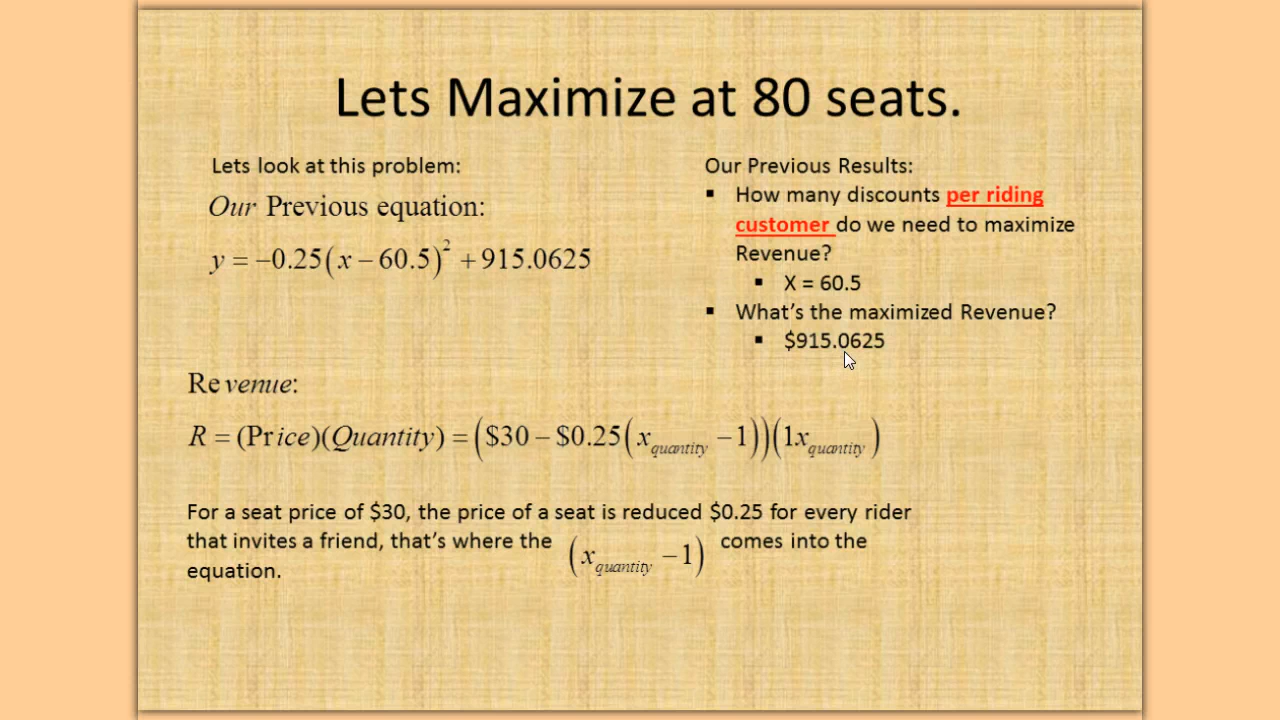 Lets Maximize at 80 seats.
Lets look at this problem:
Our Previous equation:
y = −0.25(x − 60.5)² + 915.0625
Our Previous Results:
▪ How many discounts per riding
customer do we need to maximize
Revenue?
▪ X = 60.5
▪ What's the maximized Revenue?
▪ $915.0625
Revenue:
R = (Price)(Quantity) = ($30 − $0.25(x_quantity − 1))(1x_quantity)
For a seat price of $30, the price of a seat is reduced $0.25 for every rider
that invites a friend, that's where the (x_quantity − 1) comes into the
equation.